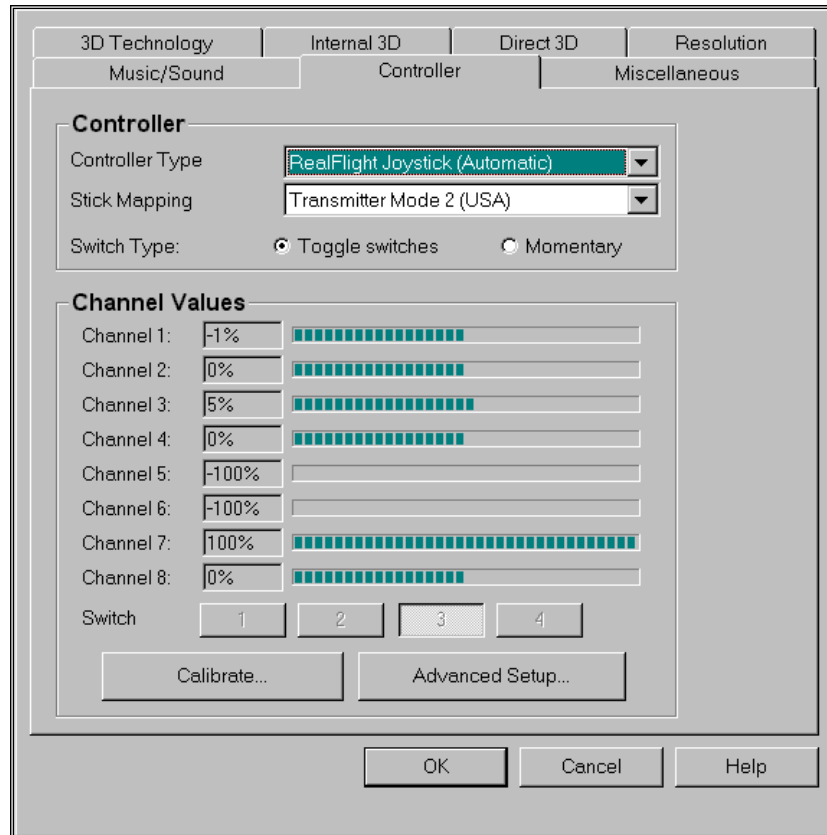 3D Technology Internal 3D Direct 3D Resolution
Music/Sound Controller Miscellaneous
Controller
Controller Type RealFlight Joystick (Automatic)
Stick Mapping Transmitter Mode 2 (USA)
Switch Type: Toggle switches Momentary
Channel Values
Channel 1: -1%
Channel 2: 0%
Channel 3: 5%
Channel 4: 0%
Channel 5: -100%
Channel 6: -100%
Channel 7: 100%
Channel 8: 0%
Switch 1 2 3 4
Calibrate... Advanced Setup...
OK Cancel Help